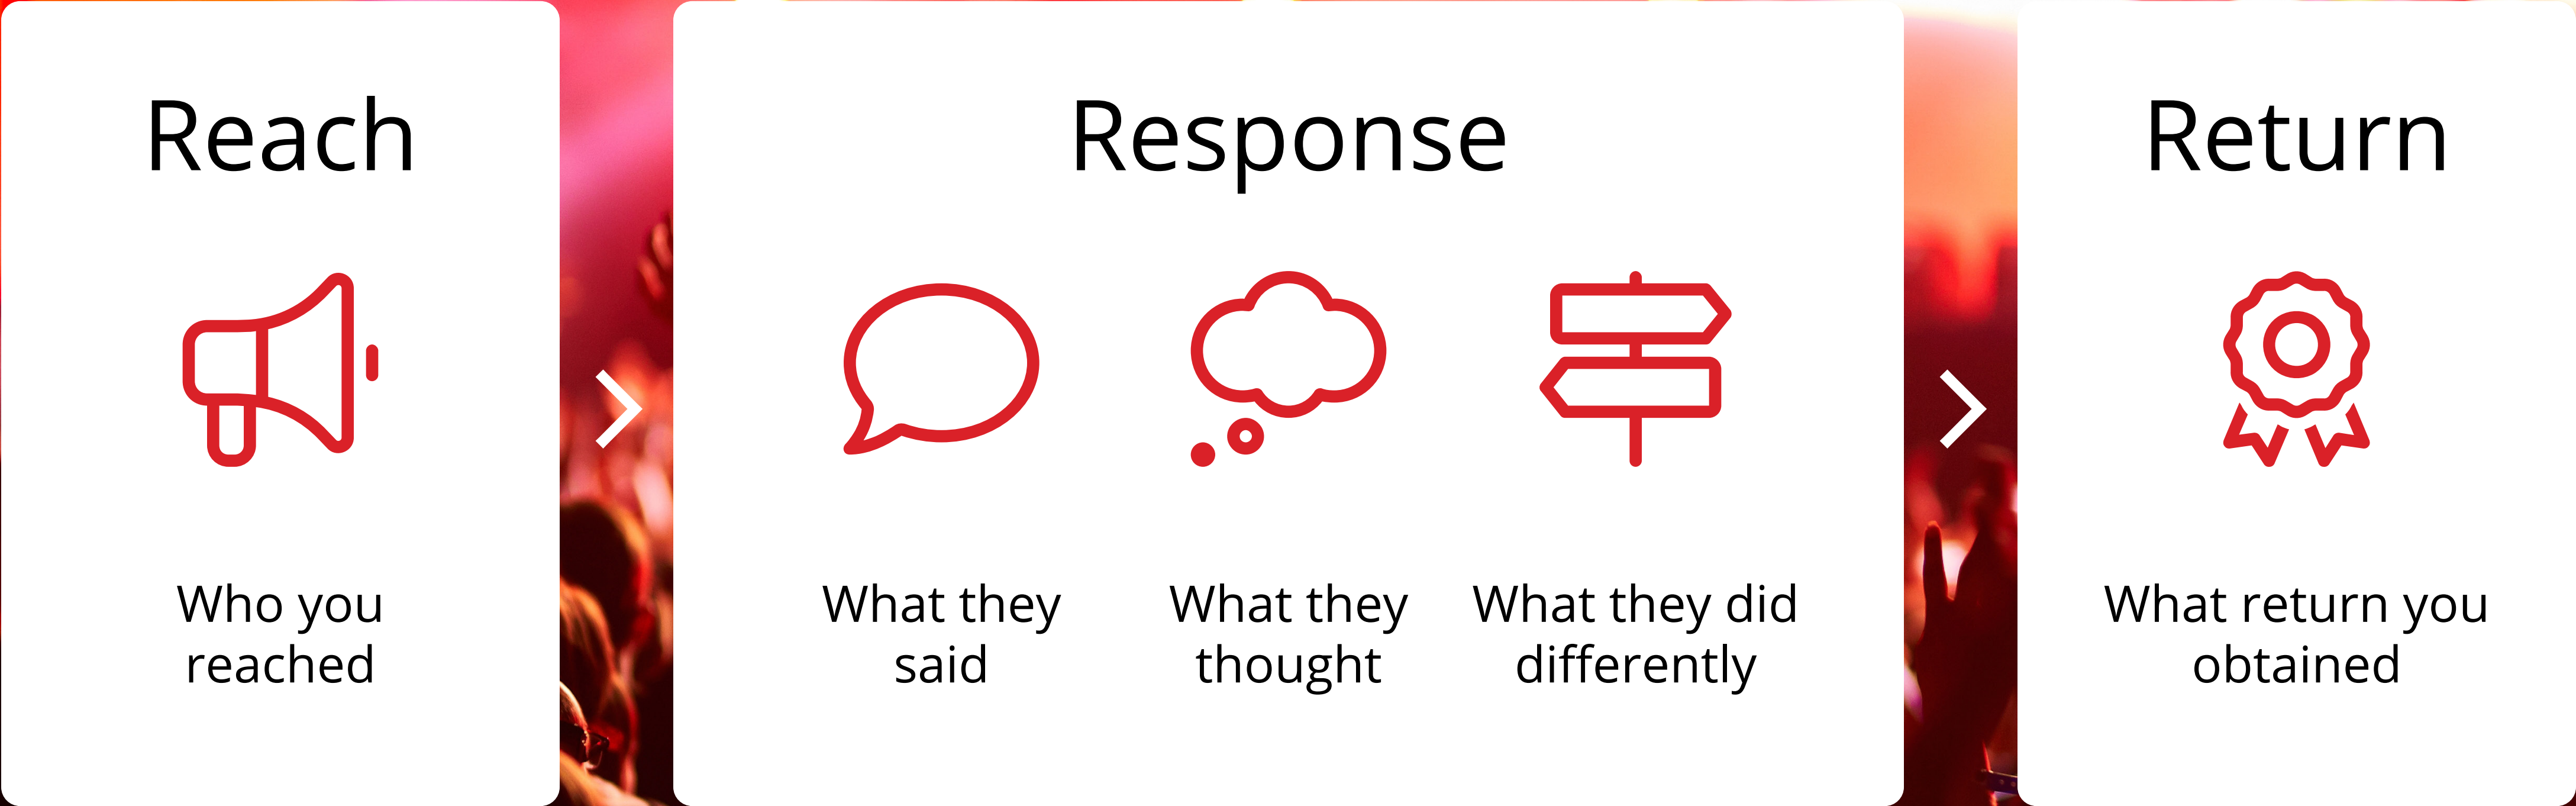 Reach
Who you
reached
Response
What they
said
What they
thought
What they did
differently
Return
What return you
obtained